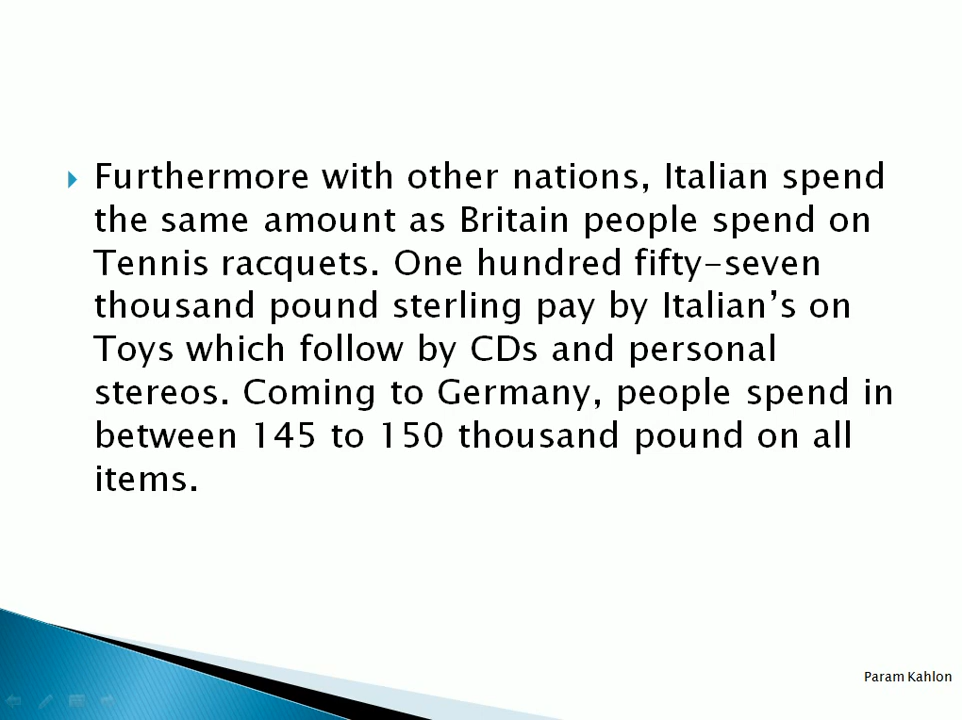 Furthermore with other nations, Italian spend
the same amount as Britain people spend on
Tennis racquets. One hundred fifty-seven
thousand pound sterling pay by Italian's on
Toys which follow by CDs and personal
stereos. Coming to Germany, people spend in
between 145 to 150 thousand pound on all
items.
Param Kahlon